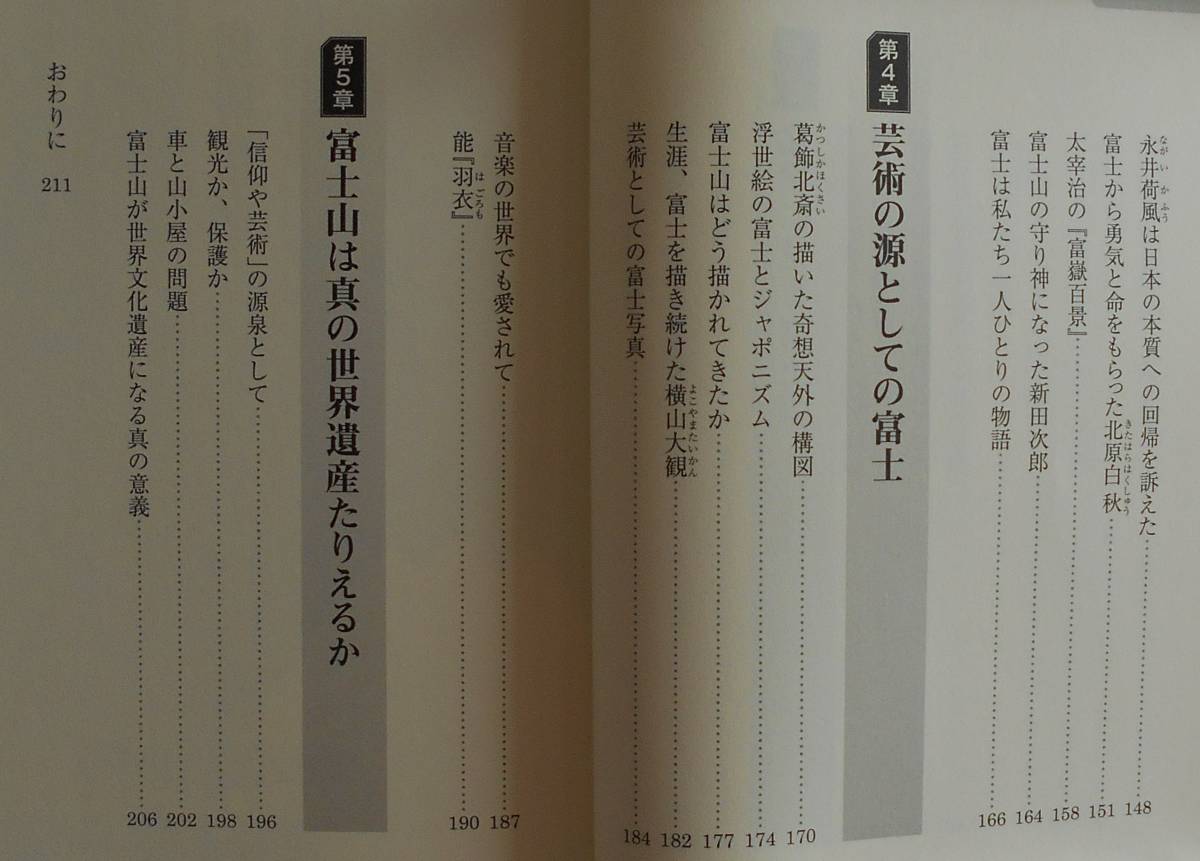 永井荷風は日本の本質への回帰を訴えた……148
富士から勇気と命をもらった北原白秋……151
太宰治の『富嶽百景』……158
富士山の守り神になった新田次郎……164
富士は私たち一人ひとりの物語……166
第4章 芸術の源としての富士
葛飾北斎の描いた奇想天外の構図……170
浮世絵の富士とジャポニズム……174
富士山はどう描かれてきたか……177
生涯、富士を描き続けた横山大観……182
芸術としての富士写真……184
音楽の世界でも愛されて……187
能『羽衣』……190
第5章 富士山は真の世界遺産たりえるか
「信仰や芸術」の源泉として……196
観光か、保護か……198
車と山小屋の問題……202
富士山が世界文化遺産になる真の意義……206
おわりに 211